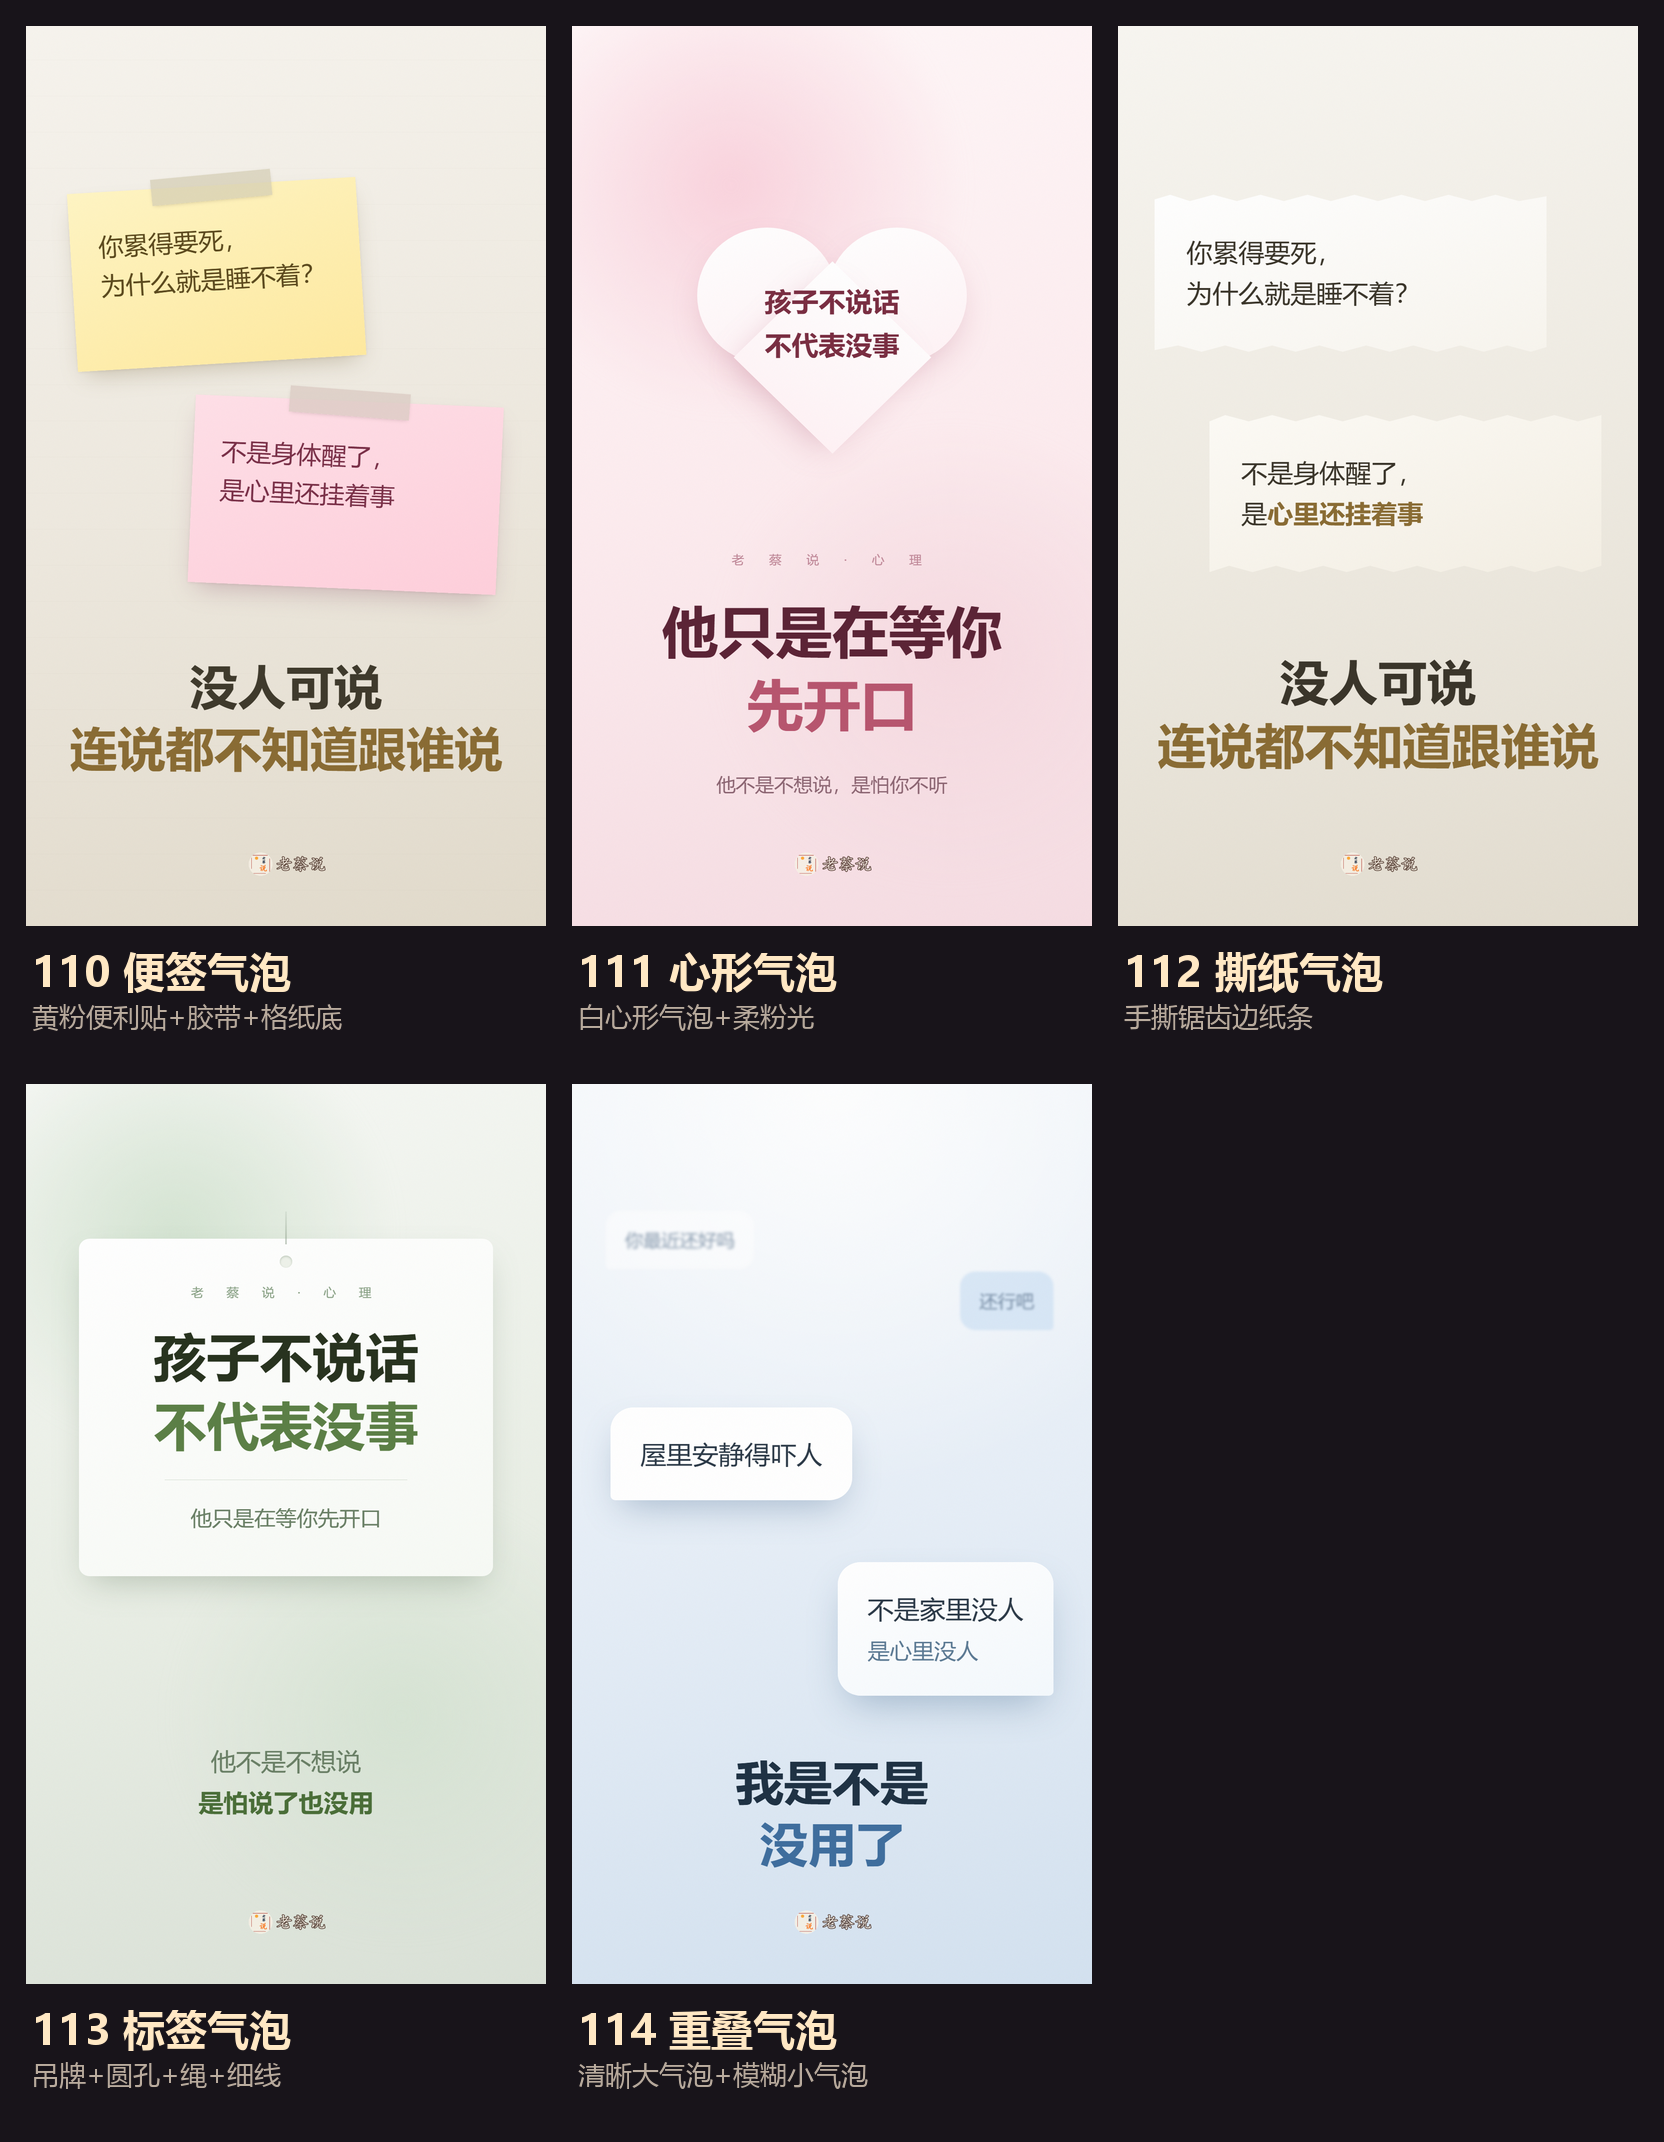 你累得要死，
为什么就是睡不着？
不是身体醒了，
是心里还挂着事
没人可说
连说都不知道跟谁说
老蔡说
110 便签气泡
黄粉便利贴+胶带+格纸底
孩子不说话
不代表没事
老蔡说·心理
他只是在等你
先开口
他不是不想说，是怕你不听
老蔡说
111 心形气泡
白心形气泡+柔粉光
你累得要死，
为什么就是睡不着？
不是身体醒了，
是心里还挂着事
没人可说
连说都不知道跟谁说
老蔡说
112 撕纸气泡
手撕锯齿边纸条
老蔡说·心理
孩子不说话
不代表没事
他只是在等你先开口
他不是不想说
是怕说了也没用
老蔡说
113 标签气泡
吊牌+圆孔+绳+细线
你最近还好吗
还行吧
屋里安静得吓人
不是家里没人
是心里没人
我是不是
没用了
老蔡说
114 重叠气泡
清晰大气泡+模糊小气泡